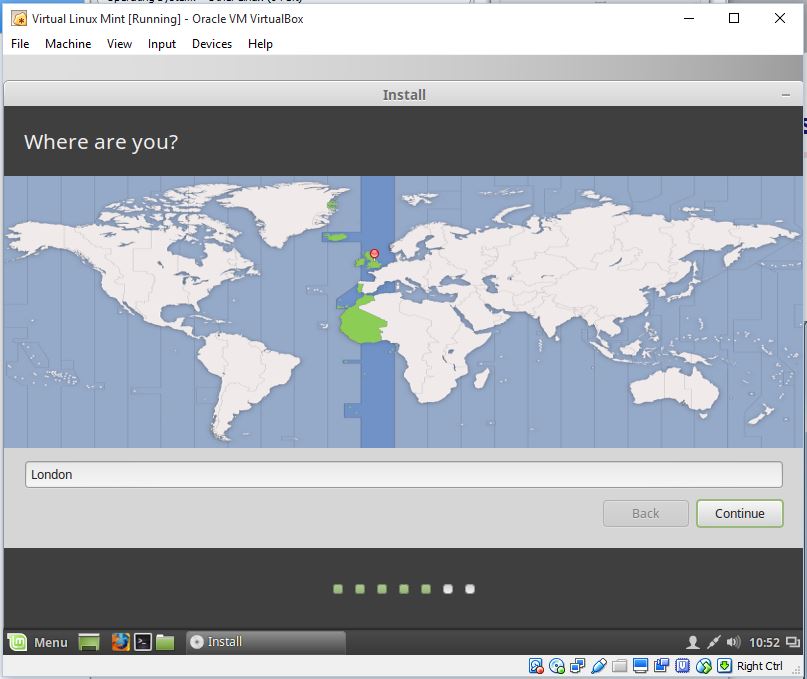 Virtual Linux Mint [Running] - Oracle VM VirtualBox
File Machine View Input Devices Help
Install
Where are you?
London
Back Continue
Menu Install 10:52
Right Ctrl